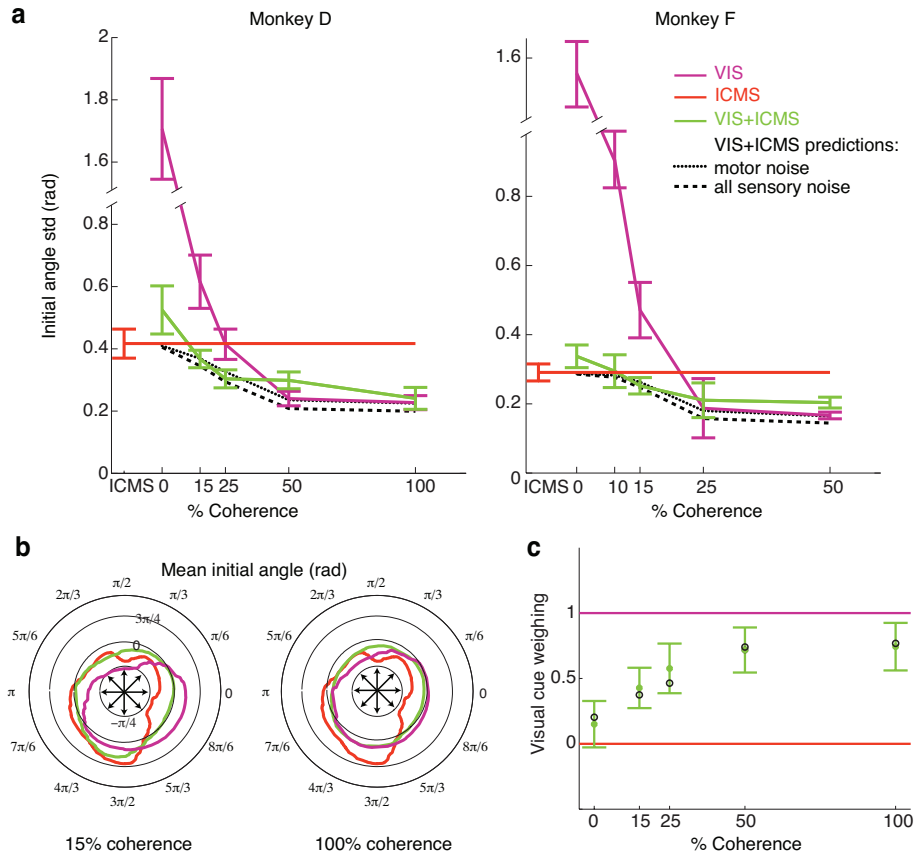 a
Monkey D
Monkey F
2
1.8
1.6
0.8
0.6
0.4
0.2
0
Initial angle std (rad)
ICMS 0 15 25 50 100
% Coherence
1.6
0.8
0.6
0.4
0.2
0
ICMS 0 10 15 25 50
% Coherence
VIS
ICMS
VIS+ICMS
VIS+ICMS predictions:
motor noise
all sensory noise
b
Mean initial angle (rad)
π/2
2π/3
π/3
5π/6
π/6
π
0
7π/6
8π/6
4π/3
5π/3
3π/2
3π/4
0
−π/4
15% coherence
π/2
2π/3
π/3
5π/6
π/6
π
0
7π/6
8π/6
4π/3
5π/3
3π/2
100% coherence
c
Visual cue weighing
1
0.5
0
0 15 25 50 100
% Coherence